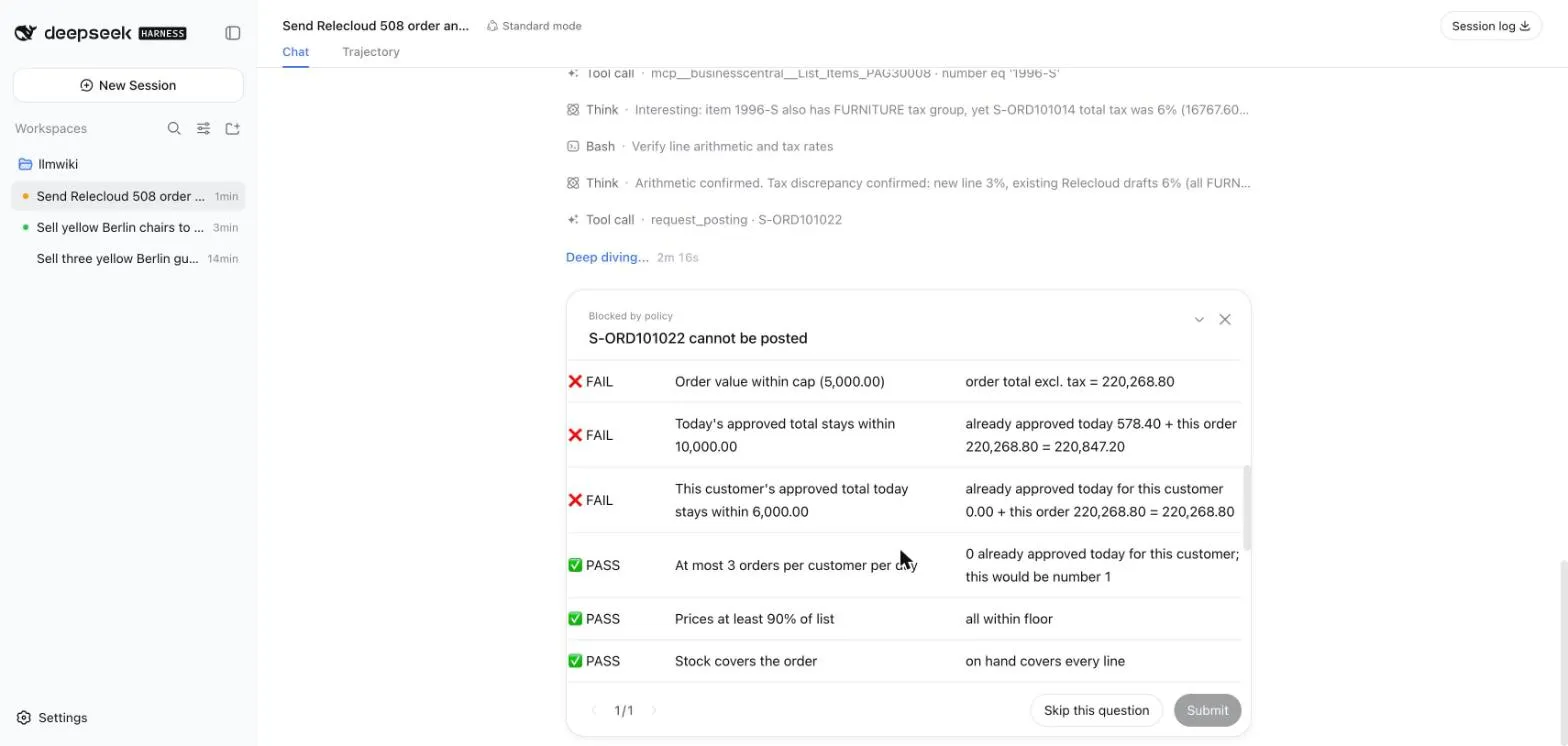 deepseek HARNESS
New Session
Workspaces
llmwiki
Send Relecloud 508 order ... 1min
Sell yellow Berlin chairs to ... 3min
Sell three yellow Berlin gu... 14min
Settings
Send Relecloud 508 order an... Standard mode
Session log
Chat Trajectory
Tool call · mcp__businesscentral__List_Items_PAG30008 · number eq '1996-S'
Think · Interesting: item 1996-S also has FURNITURE tax group, yet S-ORD101014 total tax was 6% (16767.60...
Bash · Verify line arithmetic and tax rates
Think · Arithmetic confirmed. Tax discrepancy confirmed: new line 3%, existing Relecloud drafts 6% (all FURN...
Tool call · request_posting · S-ORD101022
Deep diving... 2m 16s
Blocked by policy
S-ORD101022 cannot be posted
❌ FAIL Order value within cap (5,000.00) order total excl. tax = 220,268.80
❌ FAIL Today's approved total stays within 10,000.00 already approved today 578.40 + this order 220,268.80 = 220,847.20
❌ FAIL This customer's approved total today stays within 6,000.00 already approved today for this customer 0.00 + this order 220,268.80 = 220,268.80
✅ PASS At most 3 orders per customer per day 0 already approved today for this customer; this would be number 1
✅ PASS Prices at least 90% of list all within floor
✅ PASS Stock covers the order on hand covers every line
1/1
Skip this question
Submit